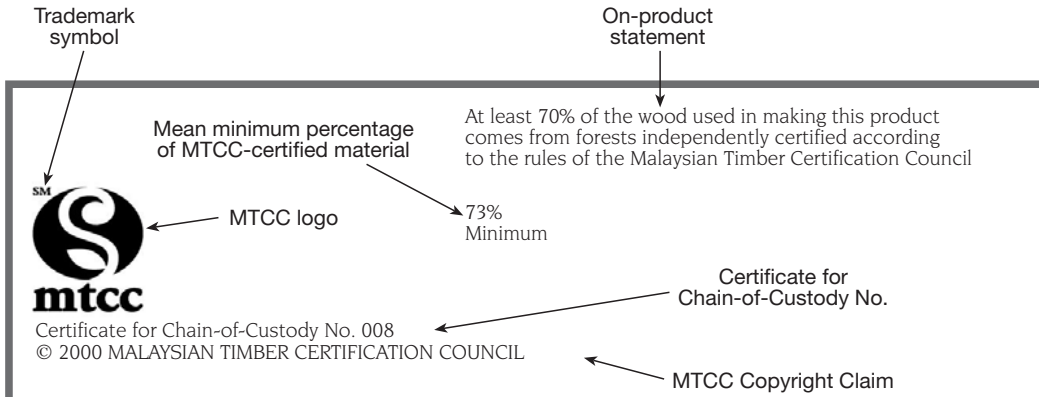 Trademark
symbol
On-product
statement
Mean minimum percentage
of MTCC-certified material
At least 70% of the wood used in making this product
comes from forests independently certified according
to the rules of the Malaysian Timber Certification Council
SM
MTCC logo
73%
Minimum
mtcc
Certificate for
Chain-of-Custody No.
Certificate for Chain-of-Custody No. 008
© 2000 MALAYSIAN TIMBER CERTIFICATION COUNCIL
MTCC Copyright Claim